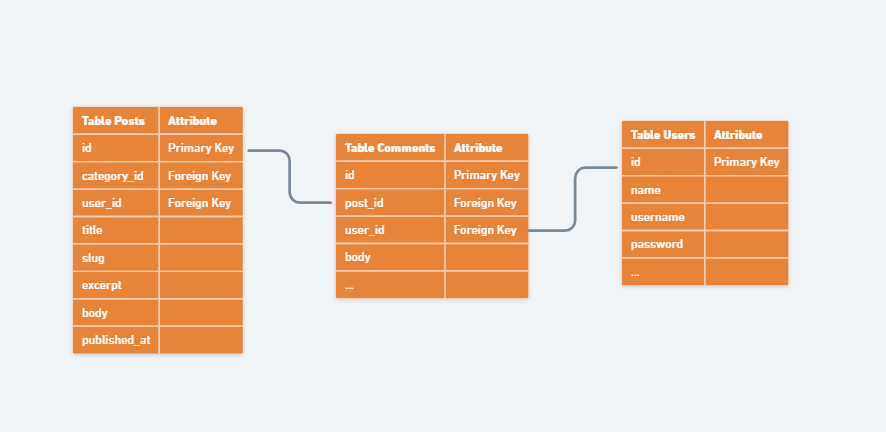 Table Posts Attribute
id Primary Key
category_id Foreign Key
user_id Foreign Key
title
slug
excerpt
body
published_at
Table Comments Attribute
id Primary Key
post_id Foreign Key
user_id Foreign Key
body
...
Table Users Attribute
id Primary Key
name
username
password
...